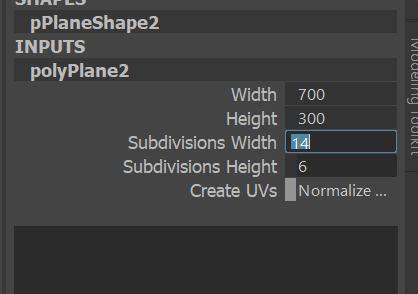 SHAPES
pPlaneShape2
INPUTS
polyPlane2
Width 700
Height 300
Subdivisions Width 14
Subdivisions Height 6
Create UVs Normalize ...
Modeling Toolkit